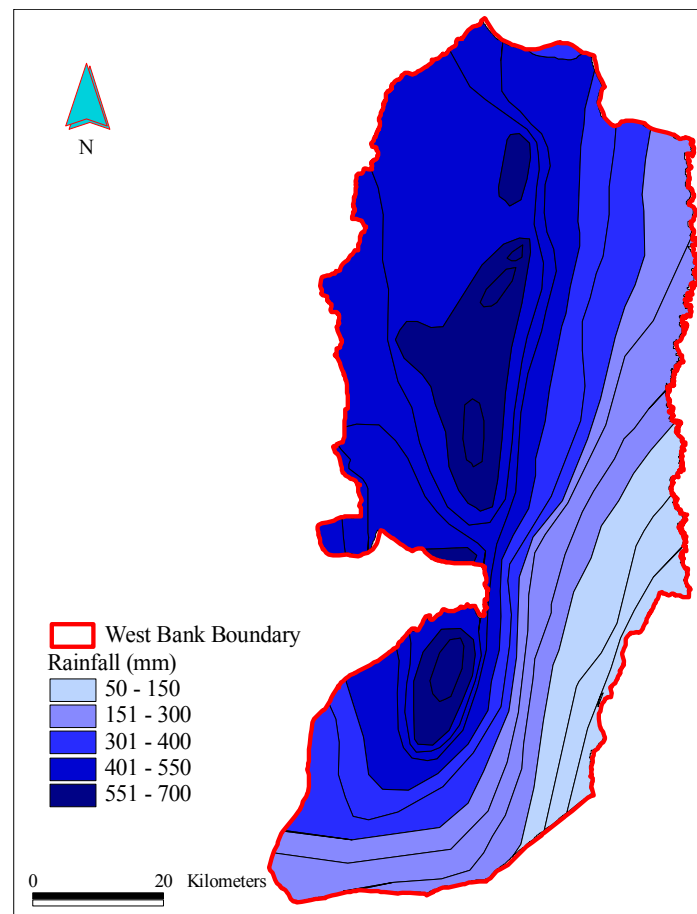 N
West Bank Boundary
Rainfall (mm)
50 - 150
151 - 300
301 - 400
401 - 550
551 - 700
0 20 Kilometers